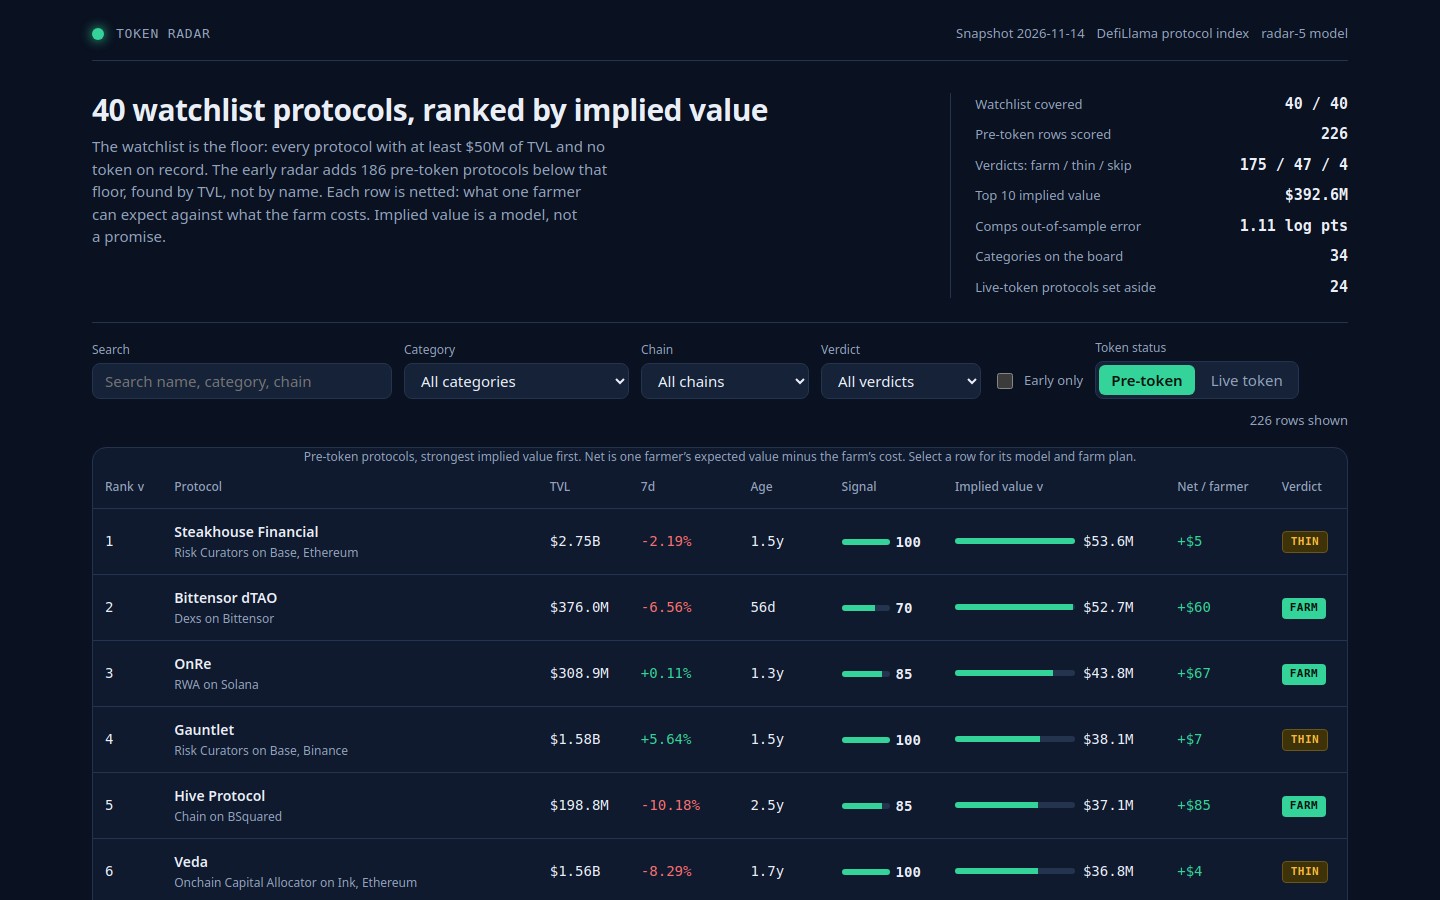 TOKEN RADAR
Snapshot 2026-11-14 DefiLlama protocol index radar-5 model
40 watchlist protocols, ranked by implied value
The watchlist is the floor: every protocol with at least $50M of TVL and no
token on record. The early radar adds 186 pre-token protocols below that
floor, found by TVL, not by name. Each row is netted: what one farmer
can expect against what the farm costs. Implied value is a model, not
a promise.
Watchlist covered 40 / 40
Pre-token rows scored 226
Verdicts: farm / thin / skip 175 / 47 / 4
Top 10 implied value $392.6M
Comps out-of-sample error 1.11 log pts
Categories on the board 34
Live-token protocols set aside 24
Search Category Chain Verdict Token status
Search name, category, chain All categories All chains All verdicts Early only Pre-token Live token
226 rows shown
Pre-token protocols, strongest implied value first. Net is one farmer’s expected value minus the farm’s cost. Select a row for its model and farm plan.
Rank v Protocol TVL 7d Age Signal Implied value v Net / farmer Verdict
1 Steakhouse Financial $2.75B -2.19% 1.5y 100 $53.6M +$5 THIN
Risk Curators on Base, Ethereum
2 Bittensor dTAO $376.0M -6.56% 56d 70 $52.7M +$60 FARM
Dexs on Bittensor
3 OnRe $308.9M +0.11% 1.3y 85 $43.8M +$67 FARM
RWA on Solana
4 Gauntlet $1.58B +5.64% 1.5y 100 $38.1M +$7 THIN
Risk Curators on Base, Binance
5 Hive Protocol $198.8M -10.18% 2.5y 85 $37.1M +$85 FARM
Chain on BSquared
6 Veda $1.56B -8.29% 1.7y 100 $36.8M +$4 THIN
Onchain Capital Allocator on Ink, Ethereum